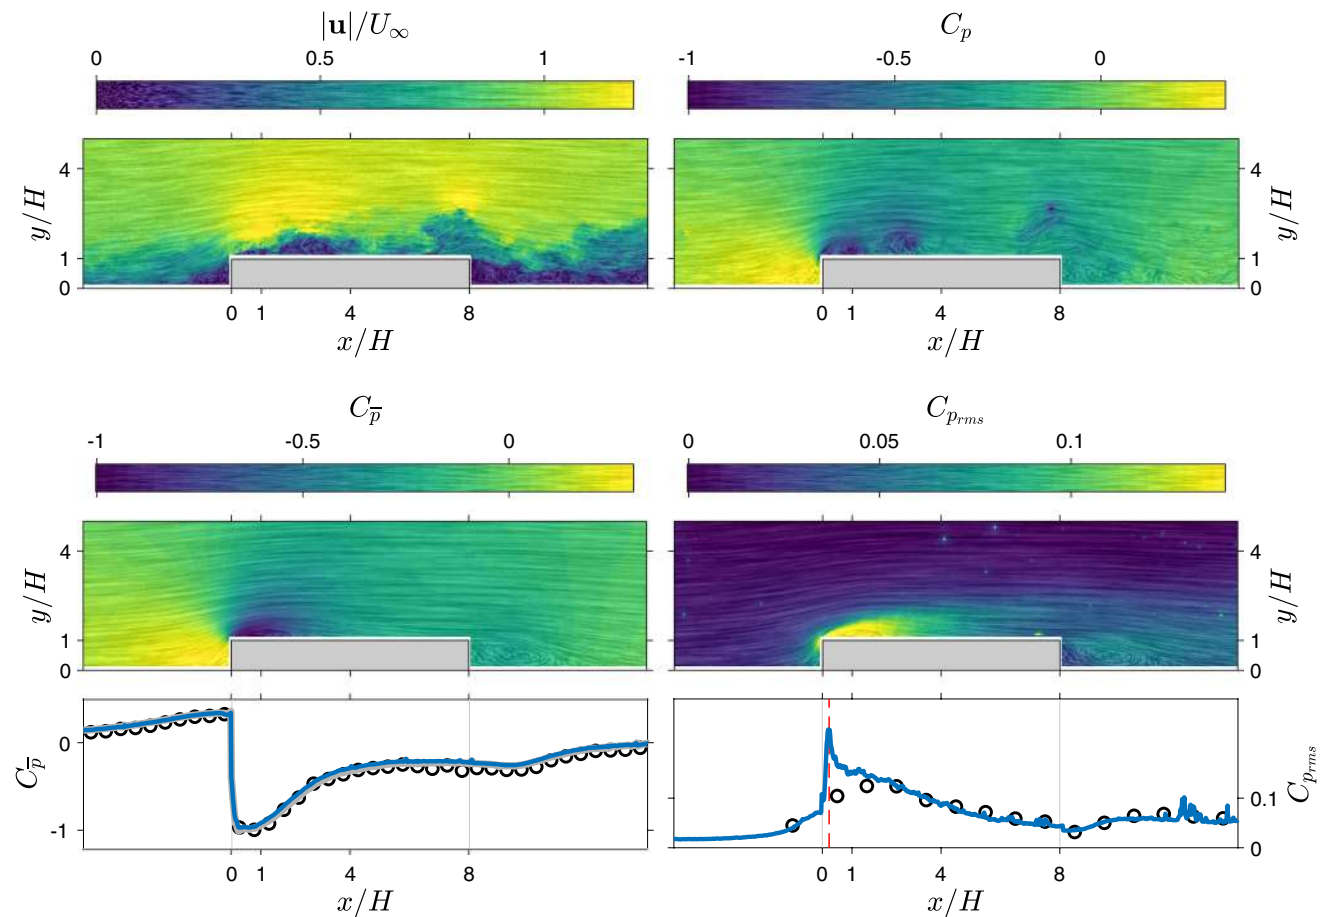 |u|/U∞ Cp
0 0.5 1 -1 -0.5 0
4 4
y/H y/H
1 1
0 0
0 1 4 8 0 1 4 8
x/H x/H
Cp̅ Cprms
-1 -0.5 0 0 0.05 0.1
4 4
y/H y/H
1 1
0 0
0 0.1
Cp̅ Cprms
-1 0
0 1 4 8 0 1 4 8
x/H x/H